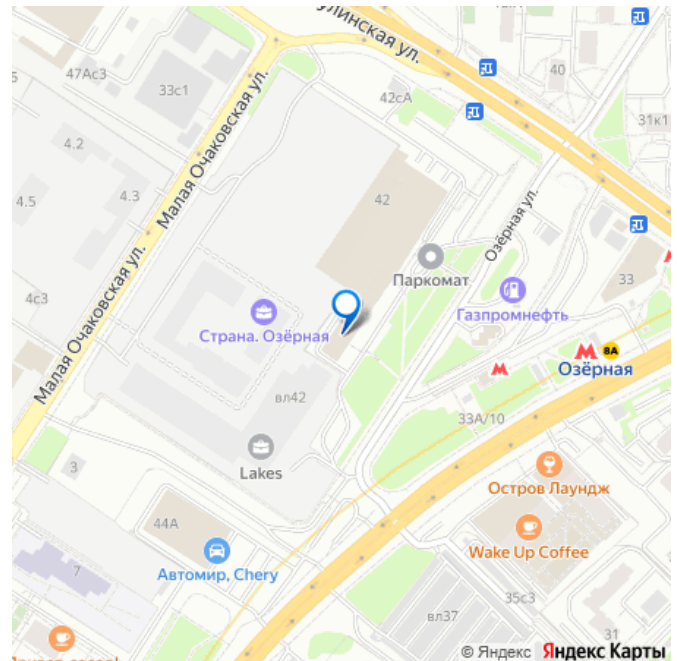 улинская ул.
47Ас3
33с1
40
42сА
31к1
4.2
4.5
4.3
Малая Очаковская ул.
42
Озёрная ул.
Паркомат
33
4с3
Газпромнефть
Страна. Озёрная
8А
Озёрная
Малая Очаковская ул.
вл42
33А/10
Lakes
3
Остров Лаундж
44А
Wake Up Coffee
Автомир, Chery
7
35с3
вл37
31
© Яндекс Яндекс Карты